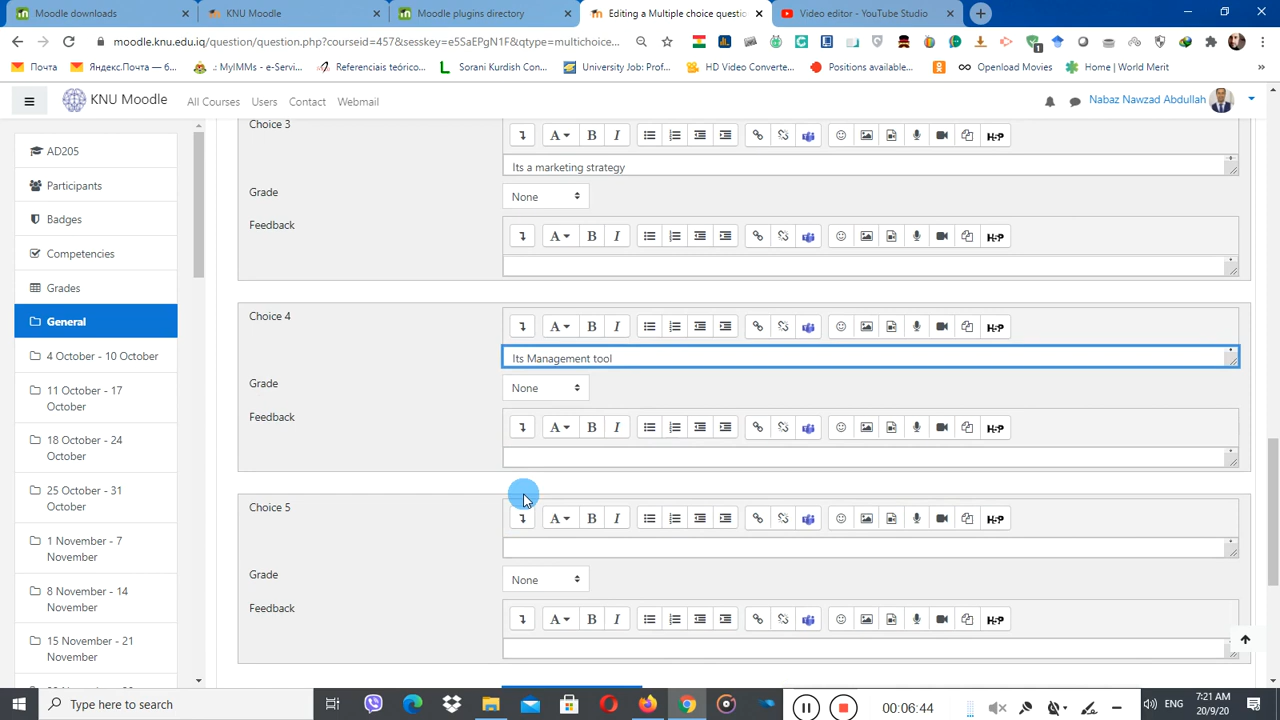 Moodle downloads
KNU Moodle
Moodle plugins directory
Editing a Multiple choice questio
Video editor - YouTube Studio
moodle.knu.edu.iq/question/question.php?courseid=457&sesskey=e5SaEPgN1F&qtype=multichoice...
Почта
Яндекс.Почта — б...
.: MyIMMs - e-Servi...
Referenciais teórico...
Sorani Kurdish Con...
University Job: Prof...
HD Video Converte...
Positions available...
Openload Movies
Home | World Merit
KNU Moodle
All Courses
Users
Contact
Webmail
Nabaz Nawzad Abdullah
AD205
Participants
Badges
Competencies
Grades
General
4 October - 10 October
11 October - 17
October
18 October - 24
October
25 October - 31
October
1 November - 7
November
8 November - 14
November
15 November - 21
November
Choice 3
Its a marketing strategy
Grade
None
Feedback
Choice 4
Its Management tool
Grade
None
Feedback
Choice 5
Grade
None
Feedback
Type here to search
00:06:44
ENG
7:21 AM
20/9/20